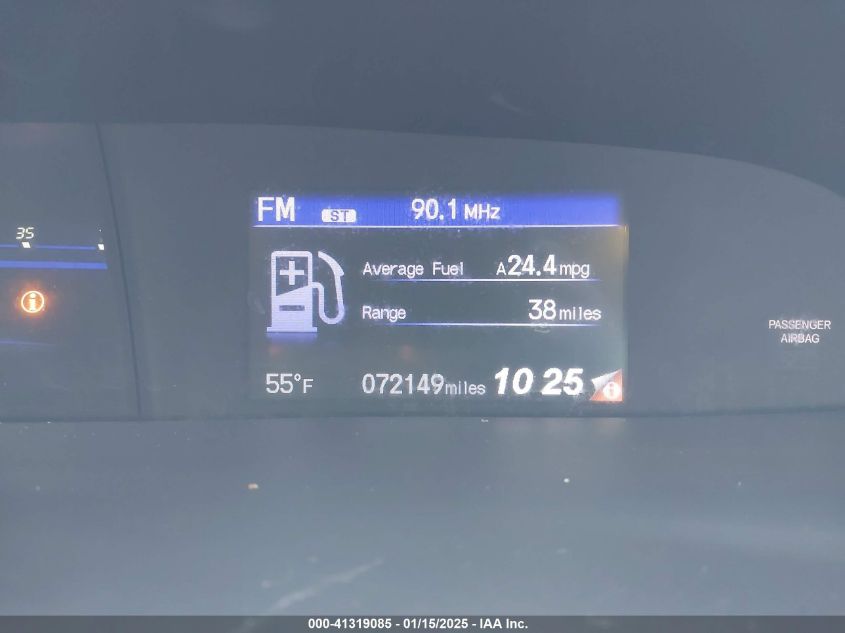 FM ST 90.1 MHz
35
Average Fuel A24.4mpg
Range 38miles
PASSENGER
AIRBAG
55°F 072149miles 10 25
000-41319085 - 01/15/2025 - IAA Inc.